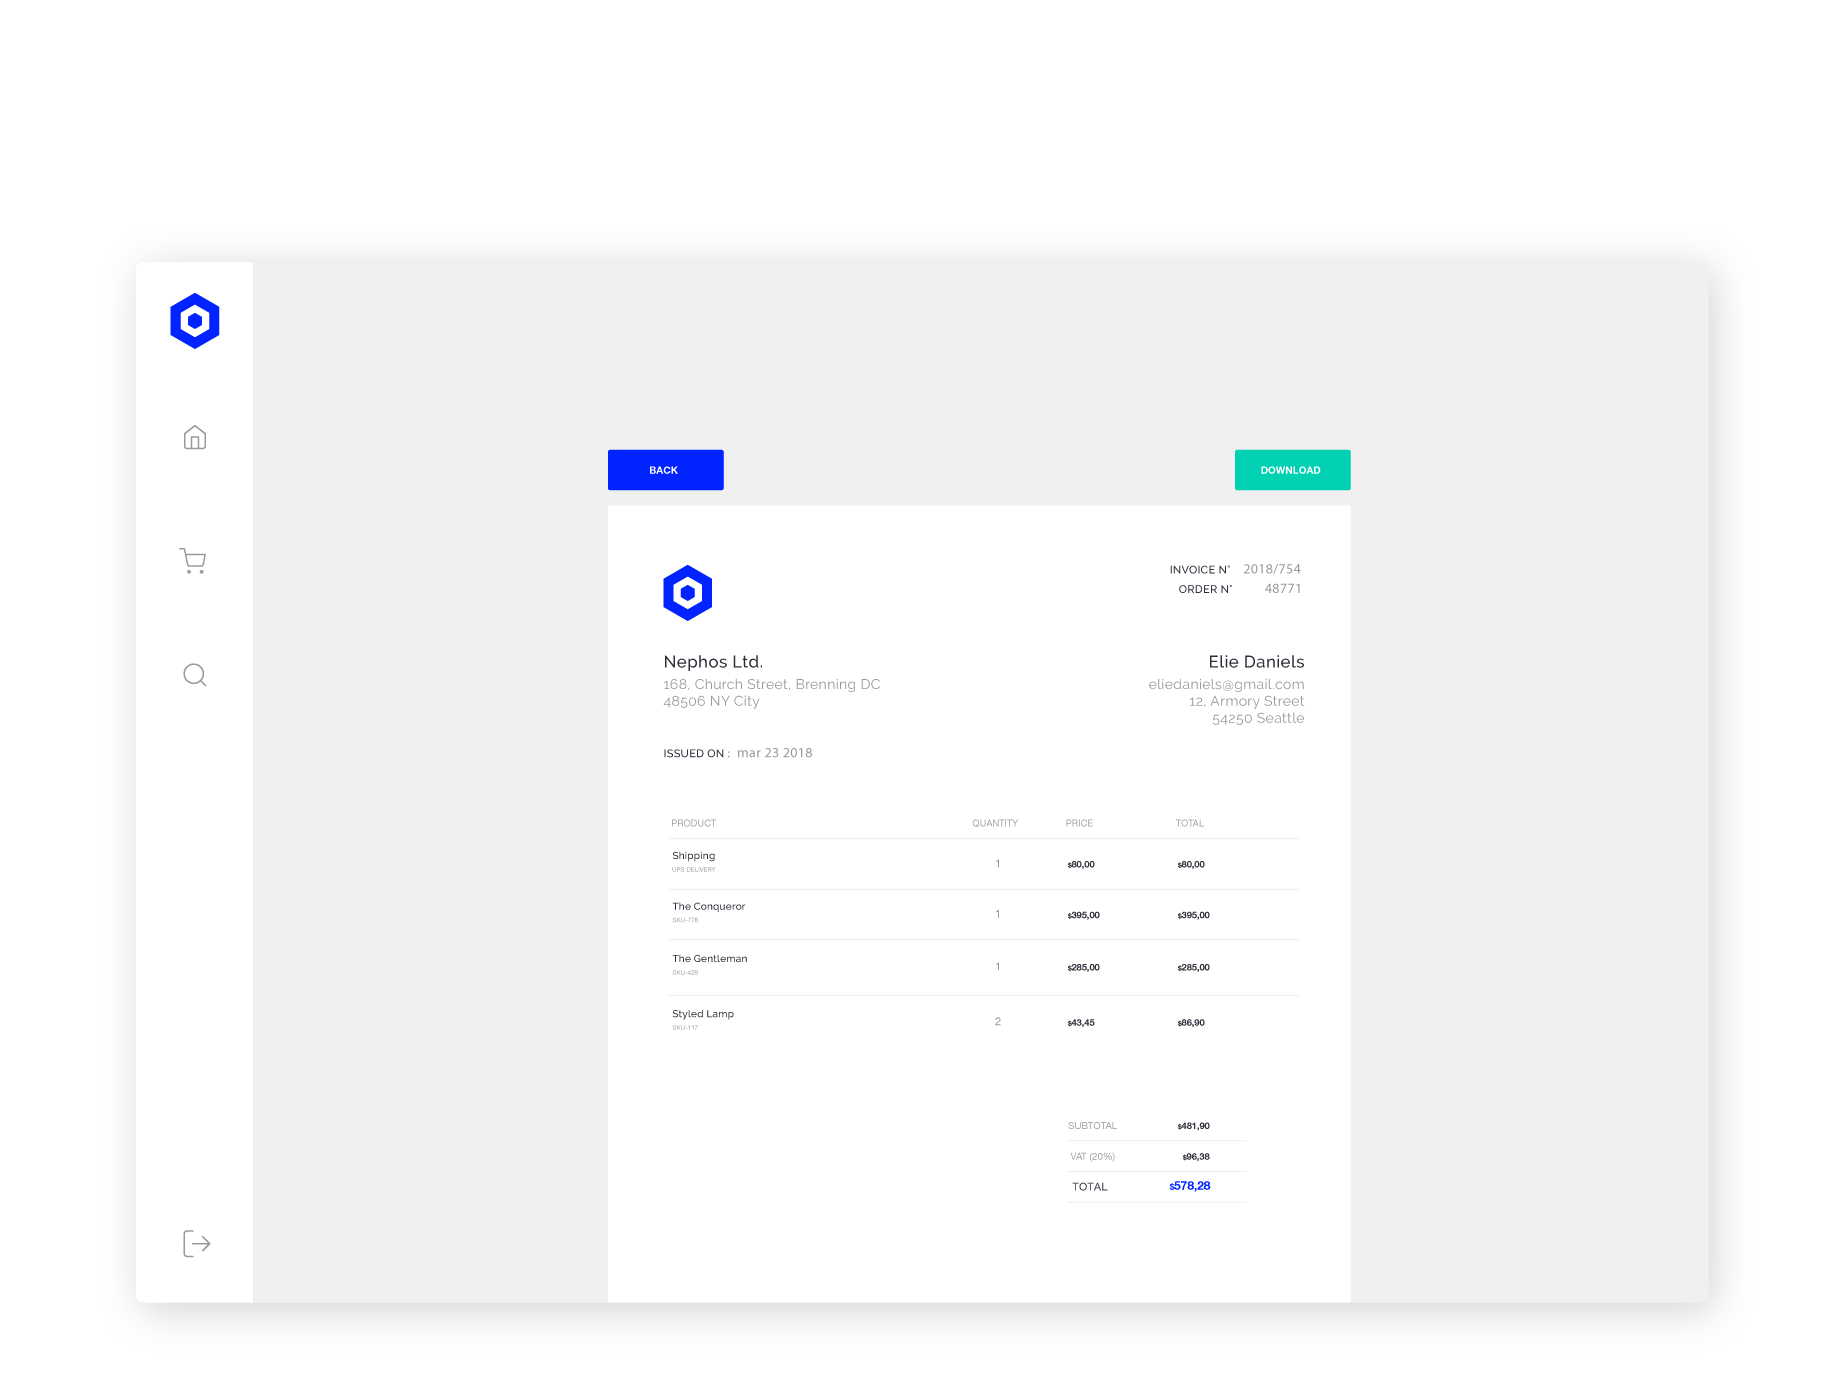 BACK
DOWNLOAD
INVOICE N° 2018/754
ORDER N° 48771
Nephos Ltd.
168, Church Street, Brenning DC
48506 NY City
Elie Daniels
eliedaniels@gmail.com
12, Armory Street
54250 Seattle
ISSUED ON : mar 23 2018
PRODUCT QUANTITY PRICE TOTAL
Shipping 1 $80,00 $80,00
UPS DELIVERY
The Conqueror 1 $395,00 $395,00
SKU-778
The Gentleman 1 $285,00 $285,00
SKU-429
Styled Lamp 2 $43,45 $86,90
SKU-117
SUBTOTAL $481,90
VAT (20%) $96,38
TOTAL $578,28